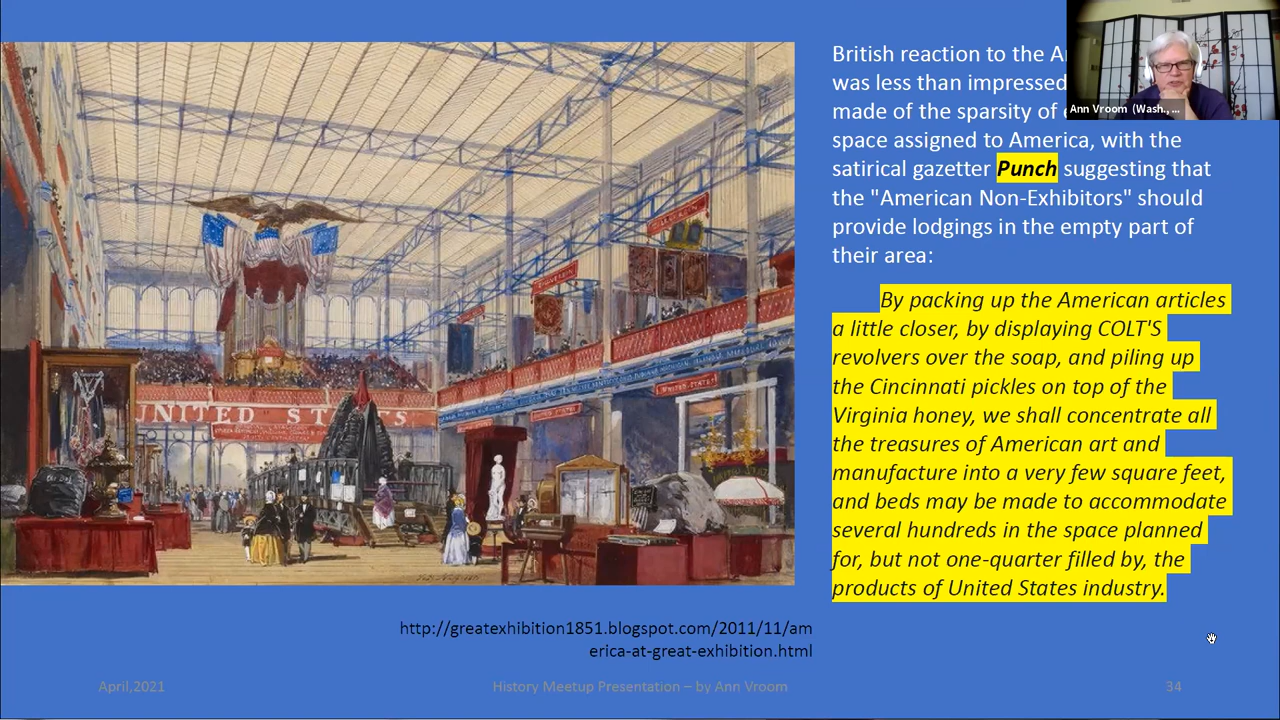 British reaction to the
was less than impressed
made of the sparsity of
space assigned to America, with the
satirical gazetter Punch suggesting that
the "American Non-Exhibitors" should
provide lodgings in the empty part of
their area:
By packing up the American articles
a little closer, by displaying COLT'S
revolvers over the soap, and piling up
the Cincinnati pickles on top of the
Virginia honey, we shall concentrate all
the treasures of American art and
manufacture into a very few square feet,
and beds may be made to accommodate
several hundreds in the space planned
for, but not one-quarter filled by, the
products of United States industry.
Ann Vroom (Wash., ...
UNITED STATES
UNITED STATES
http://greatexhibition1851.blogspot.com/2011/11/am
erica-at-great-exhibition.html
April,2021
History Meetup Presentation – by Ann Vroom
34